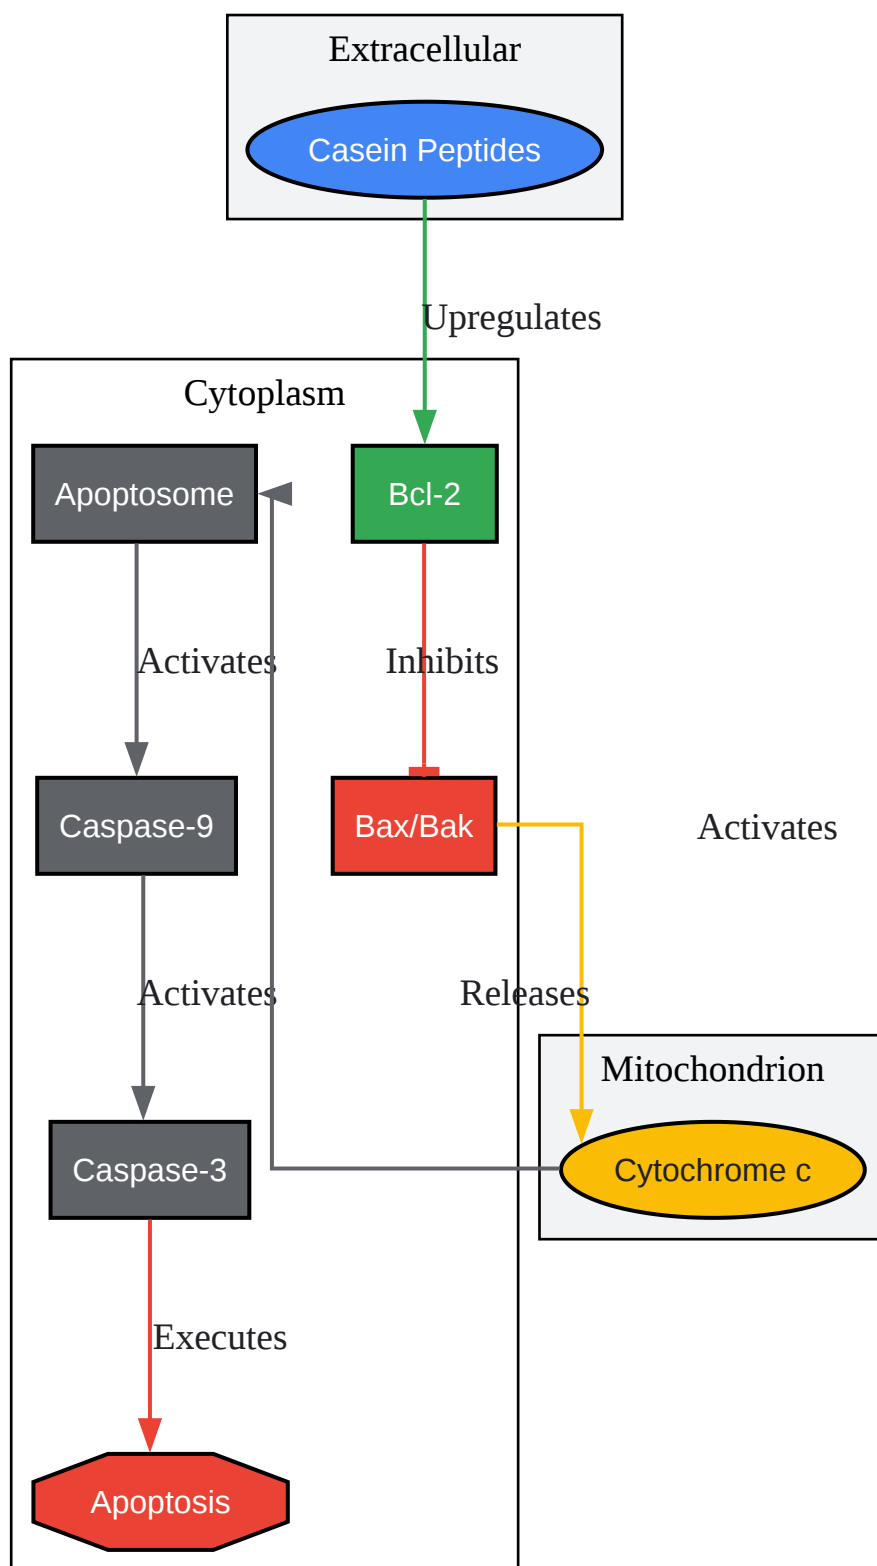 Extracellular
Casein Peptides
Upregulates
Cytoplasm
Apoptosome
Bcl-2
Activates
Inhibits
Caspase-9
Bax/Bak
Activates
Activates
Releases
Mitochondrion
Caspase-3
Cytochrome c
Executes
Apoptosis